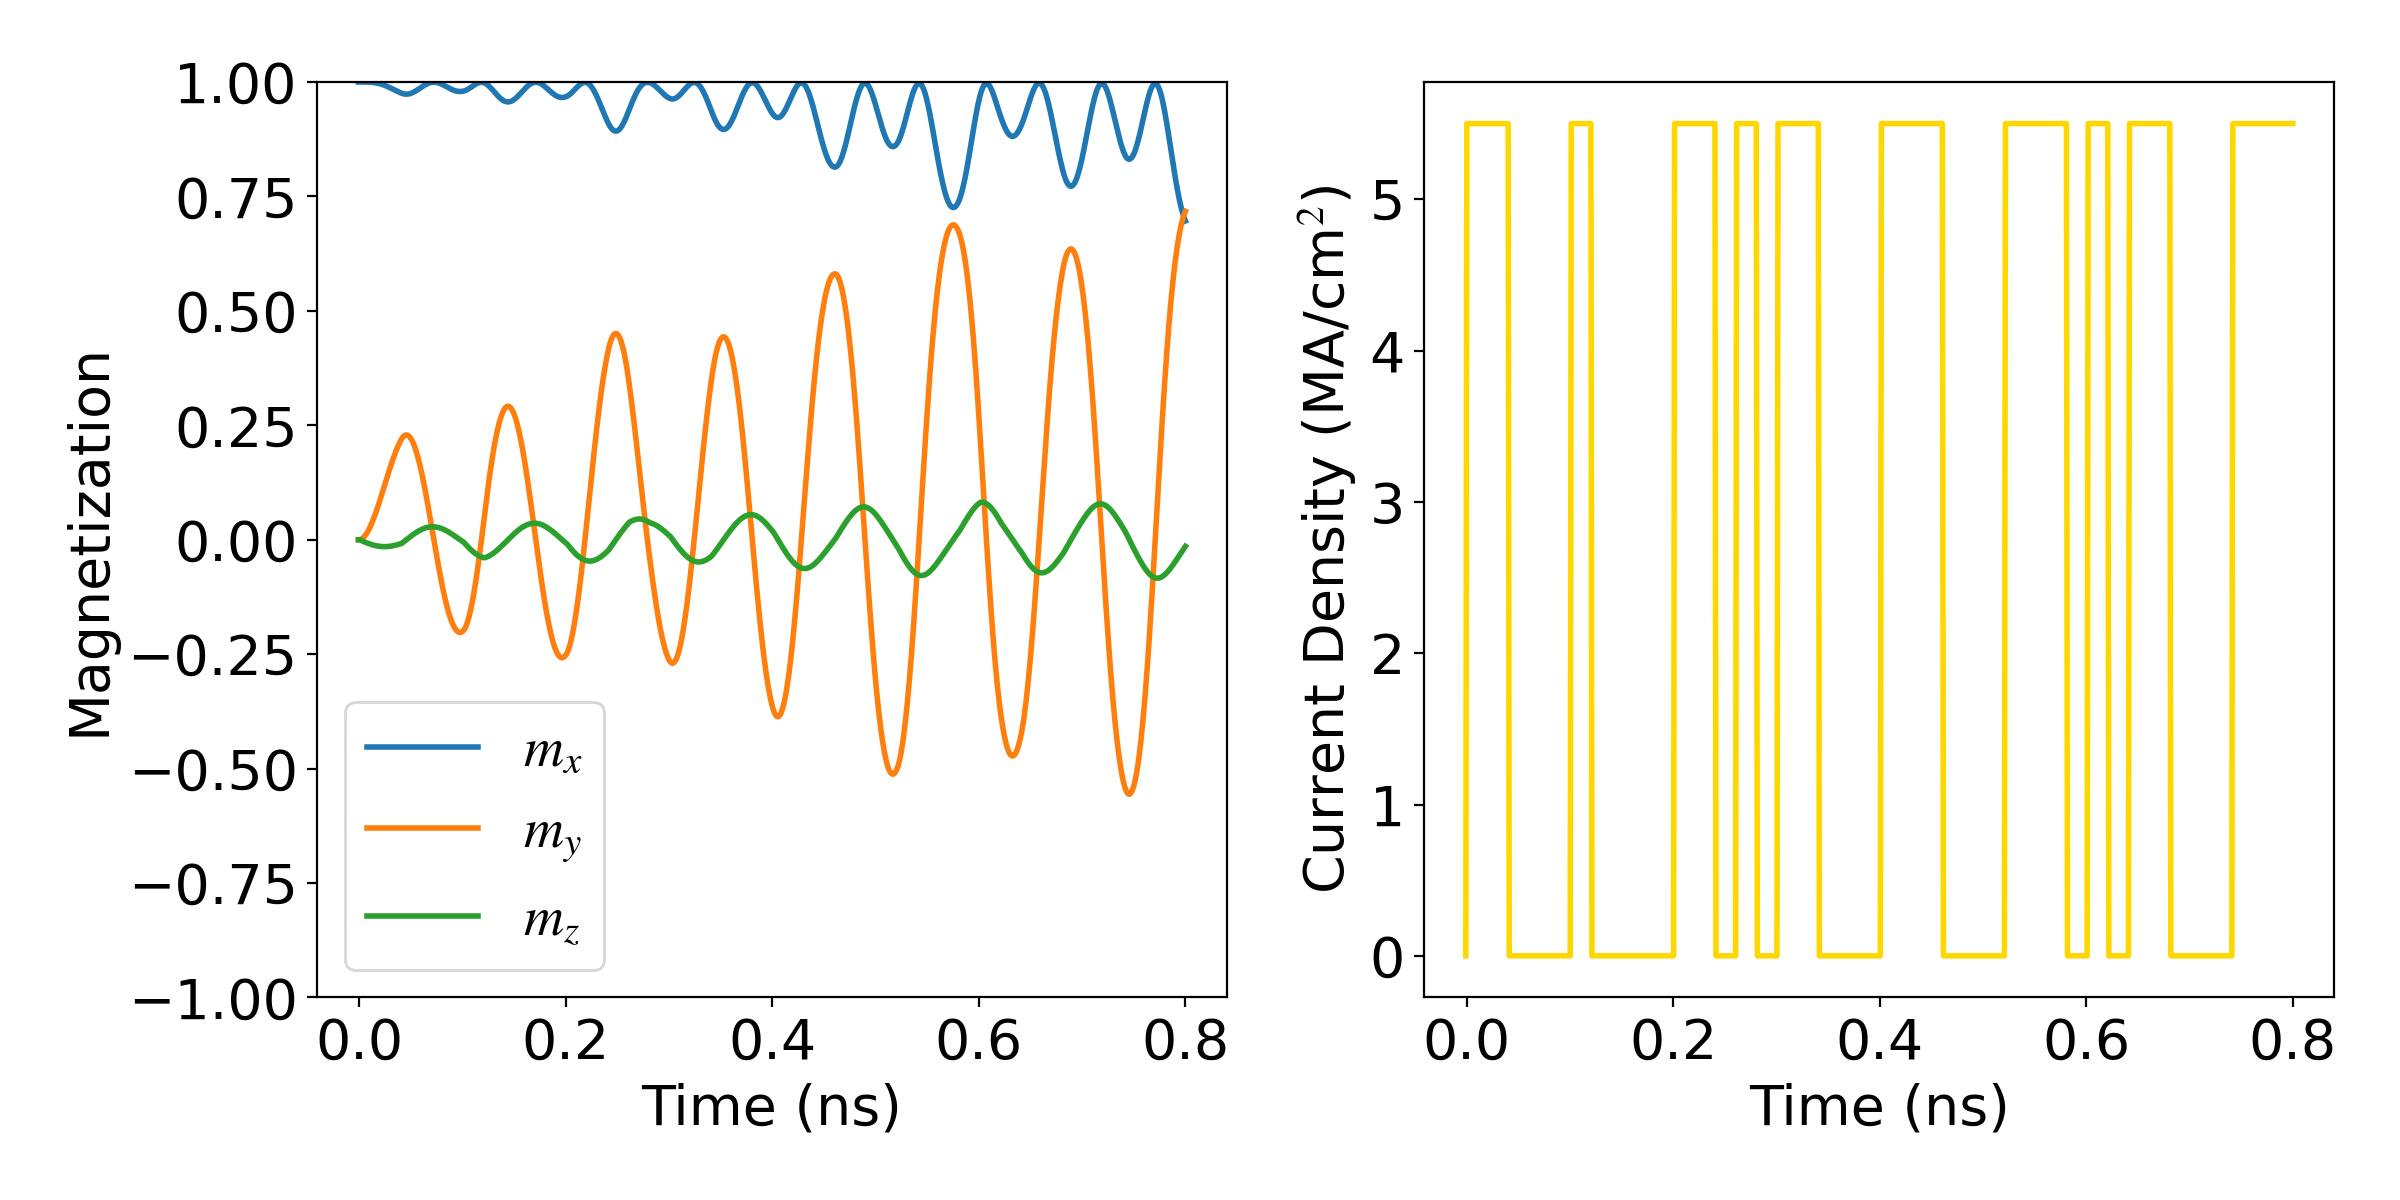 1.00
0.75
0.50
0.25
0.00
−0.25
−0.50
−0.75
−1.00
Magnetization
m_x
m_y
m_z
0.0 0.2 0.4 0.6 0.8
Time (ns)
5
4
3
2
1
0
Current Density (MA/cm²)
0.0 0.2 0.4 0.6 0.8
Time (ns)